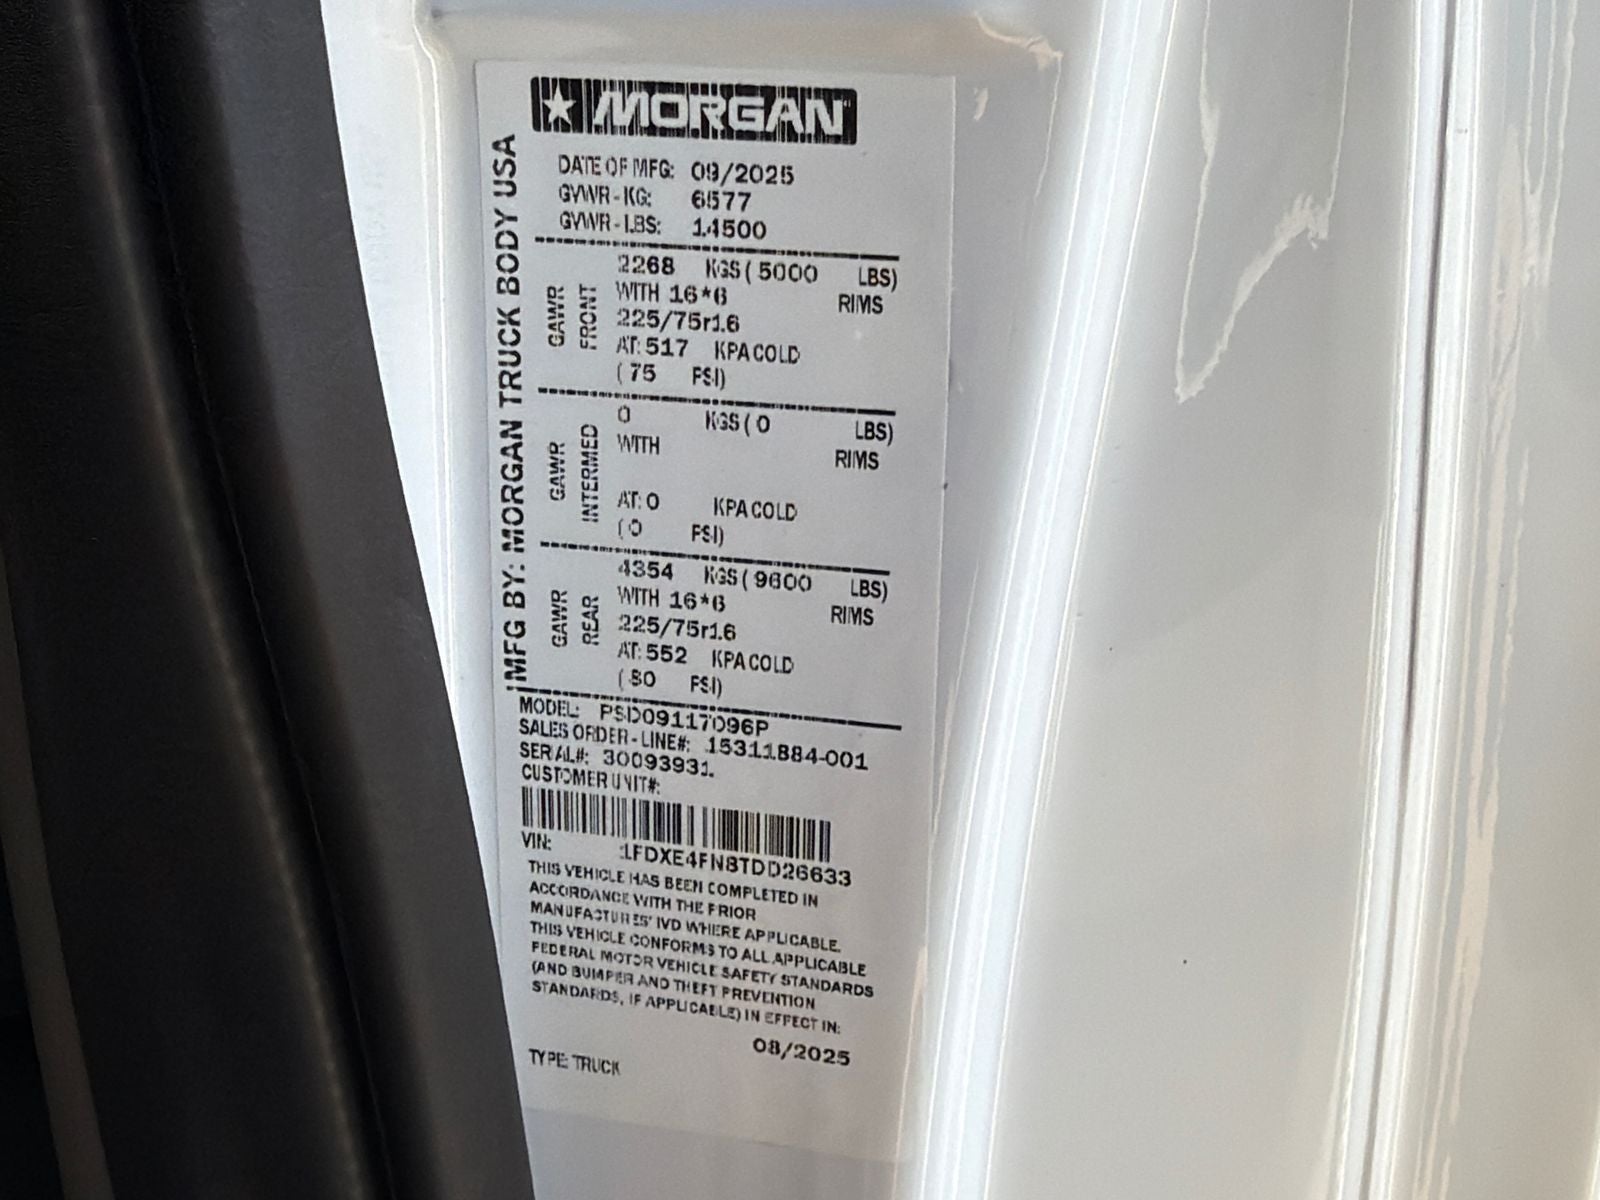 MORGAN
MFG BY: MORGAN TRUCK BODY USA
DATE OF MFG: 09/2025
GVWR-KG: 6577
GVWR-LBS: 14500
GAWR FRONT
2268 KGS ( 5000 LBS)
WITH 16*6 RIMS
225/75r16
AT: 517 KPA COLD
( 75 PSI)
GAWR INTERMED
0 KGS ( 0 LBS)
WITH RIMS
AT: 0 KPA COLD
( 0 PSI)
GAWR REAR
4354 KGS ( 9600 LBS)
WITH 16*6 RIMS
225/75r16
AT: 552 KPA COLD
( 80 PSI)
MODEL: PSD09117096P
SALES ORDER-LINE#: 15311884-001
SERIAL#: 30093931
CUSTOMER UNIT#:
VIN: 1FDXE4FN8TDD26633
THIS VEHICLE HAS BEEN COMPLETED IN
ACCORDANCE WITH THE PRIOR
MANUFACTURES' IVD WHERE APPLICABLE.
THIS VEHICLE CONFORMS TO ALL APPLICABLE
FEDERAL MOTOR VEHICLE SAFETY STANDARDS
(AND BUMPER AND THEFT PREVENTION
STANDARDS, IF APPLICABLE) IN EFFECT IN:
08/2025
TYPE: TRUCK